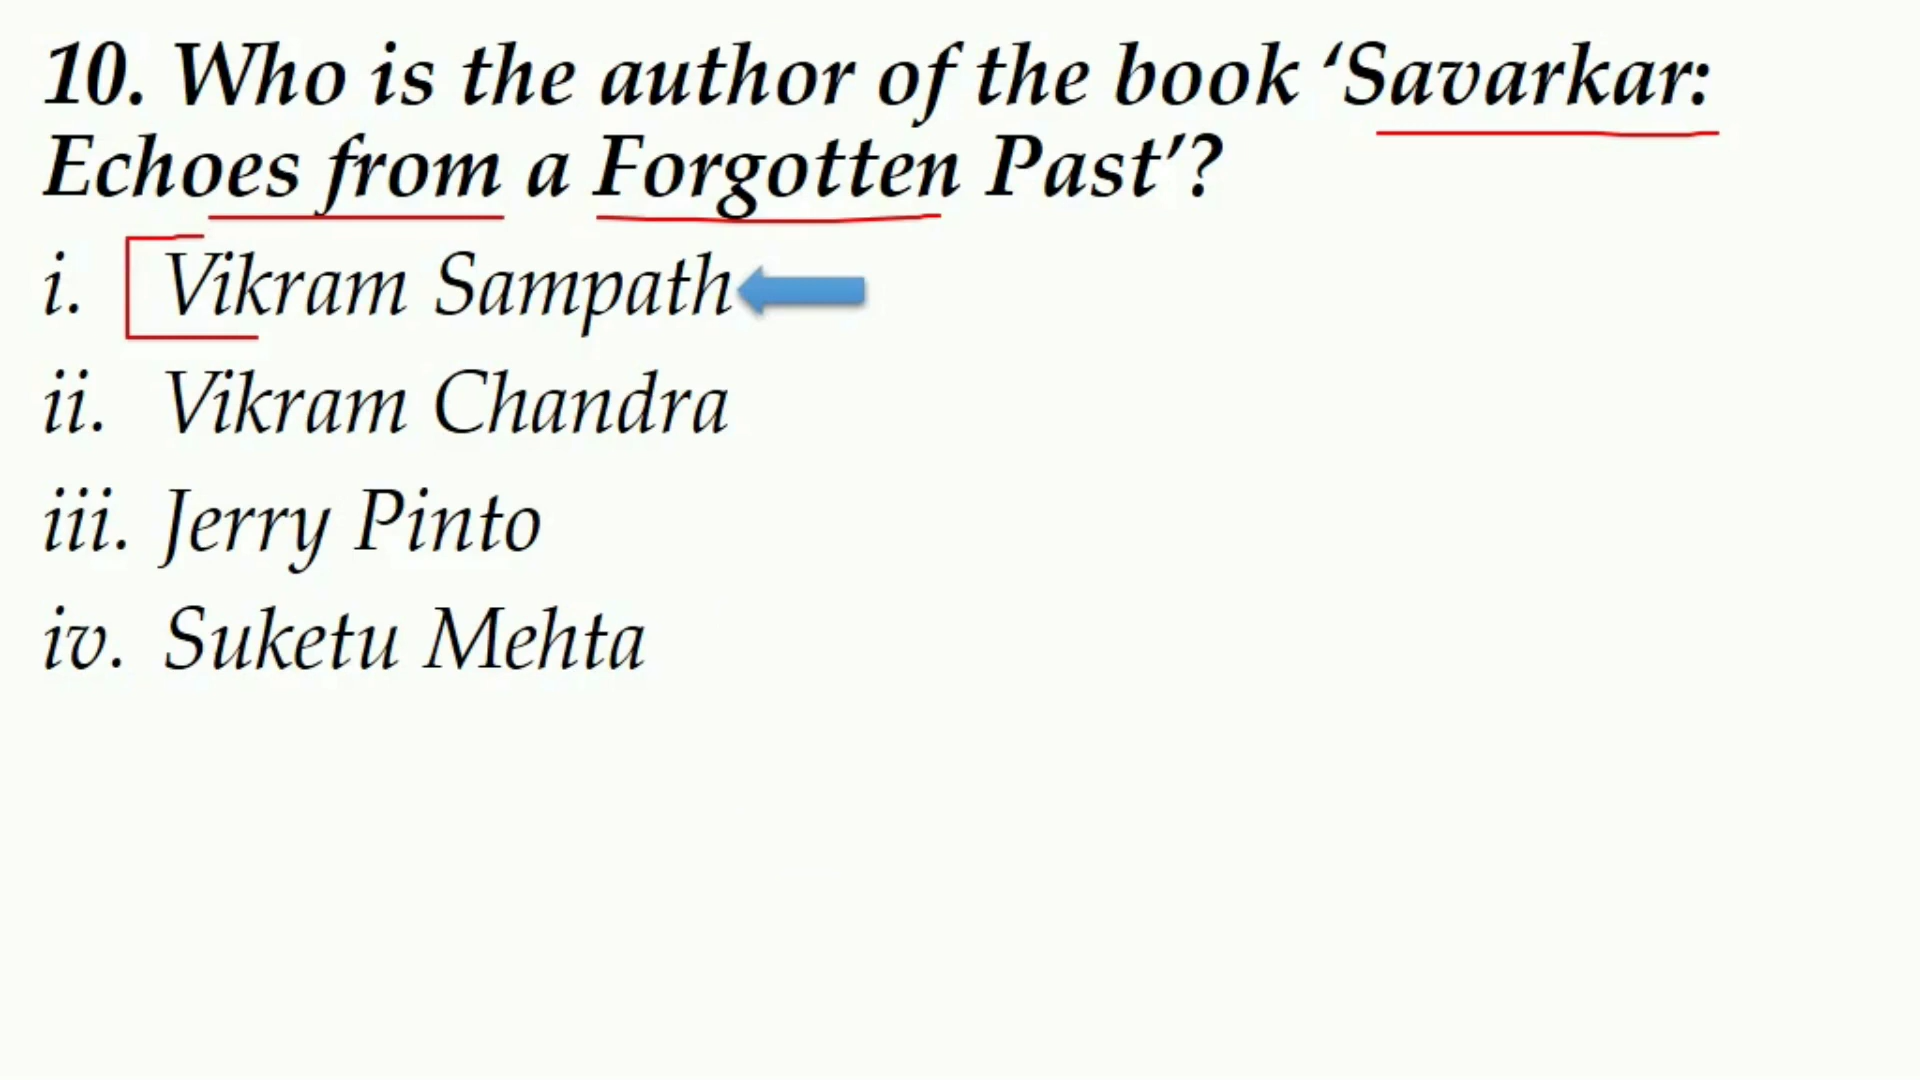 10. Who is the author of the book ‘Savarkar:
Echoes from a Forgotten Past’?
i. Vikram Sampath
ii. Vikram Chandra
iii. Jerry Pinto
iv. Suketu Mehta